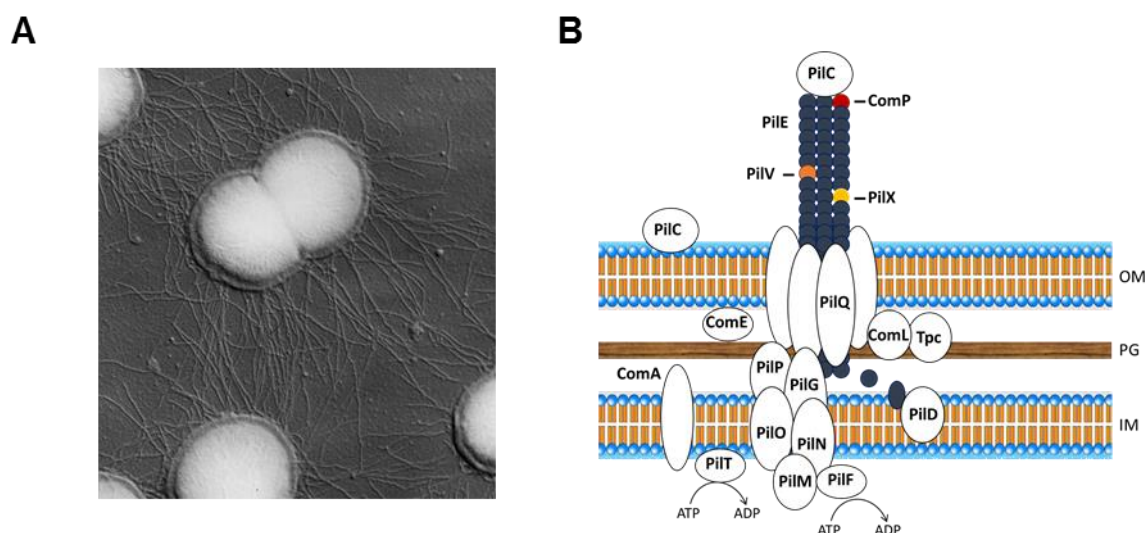 A
B
PilC
ComP
PilE
PilV
PilX
PilC
OM
PilQ
ComE
ComL
Tpc
PG
PilP
ComA
PilG
PilD
IM
PilO
PilN
PilT
PilM
PilF
ATP
ADP
ATP
ADP